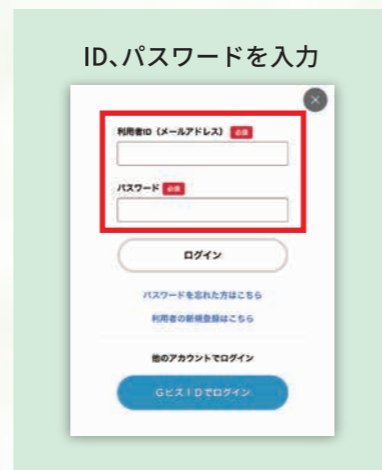 ID、パスワードを入力
利用者ID（メールアドレス） 必須
パスワード 必須
ログイン
パスワードを忘れた方はこちら
利用者の新規登録はこちら
他のアカウントでログイン
GビズIDでログイン